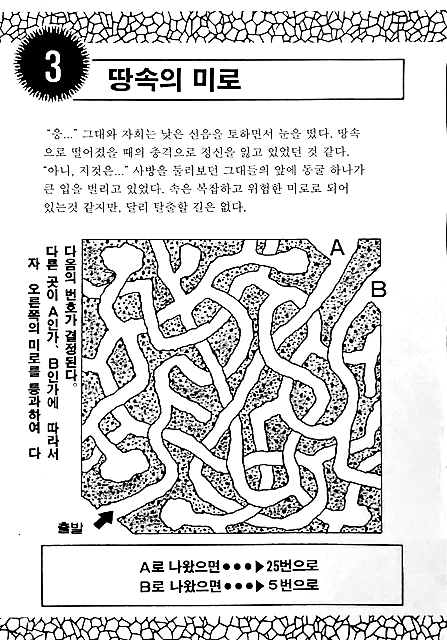 3
땅속의 미로
"응..." 그대와 자희는 낮은 신음을 토하면서 눈을 떴다. 땅속
으로 떨어졌을 때의 충격으로 정신을 잃고 있었던 것 같다.
"아니, 지것은..." 사방을 둘러보던 그대들의 앞에 동굴 하나가
큰 입을 벌리고 있었다. 속은 복잡하고 위험한 미로로 되어
있는것 같지만, 달리 탈출할 길은 없다.
자 오른쪽의 미로를 통과하여 다
다른 곳이 A인가, B인가에 따라서
다음의 번호가 결정된다.
A
B
출발
A로 나왔으면●●●▶25번으로
B로 나왔으면●●●▶5번으로